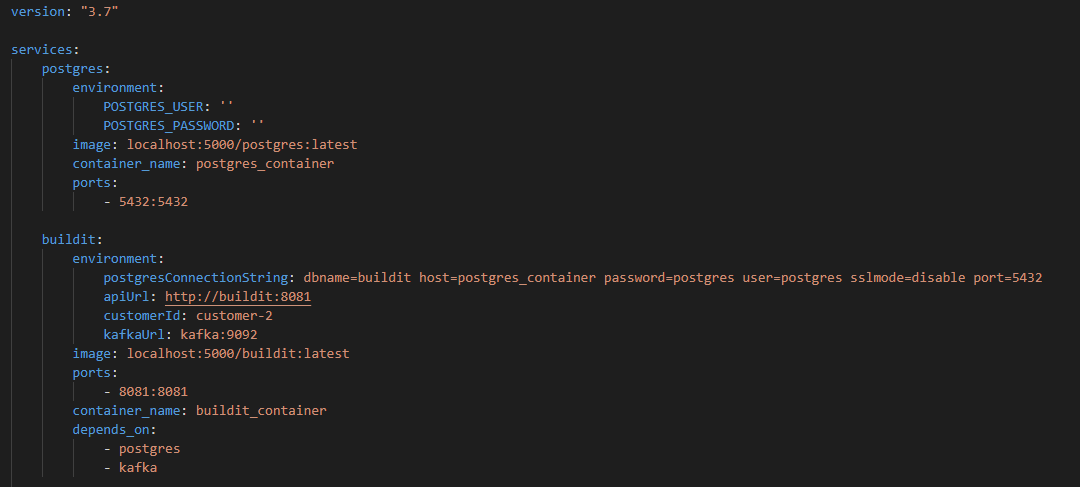 version: "3.7"
services:
postgres:
environment:
POSTGRES_USER: ''
POSTGRES_PASSWORD: ''
image: localhost:5000/postgres:latest
container_name: postgres_container
ports:
- 5432:5432
buildit:
environment:
postgresConnectionString: dbname=buildit host=postgres_container password=postgres user=postgres sslmode=disable port=5432
apiUrl: http://buildit:8081
customerId: customer-2
kafkaUrl: kafka:9092
image: localhost:5000/buildit:latest
ports:
- 8081:8081
container_name: buildit_container
depends_on:
- postgres
- kafka